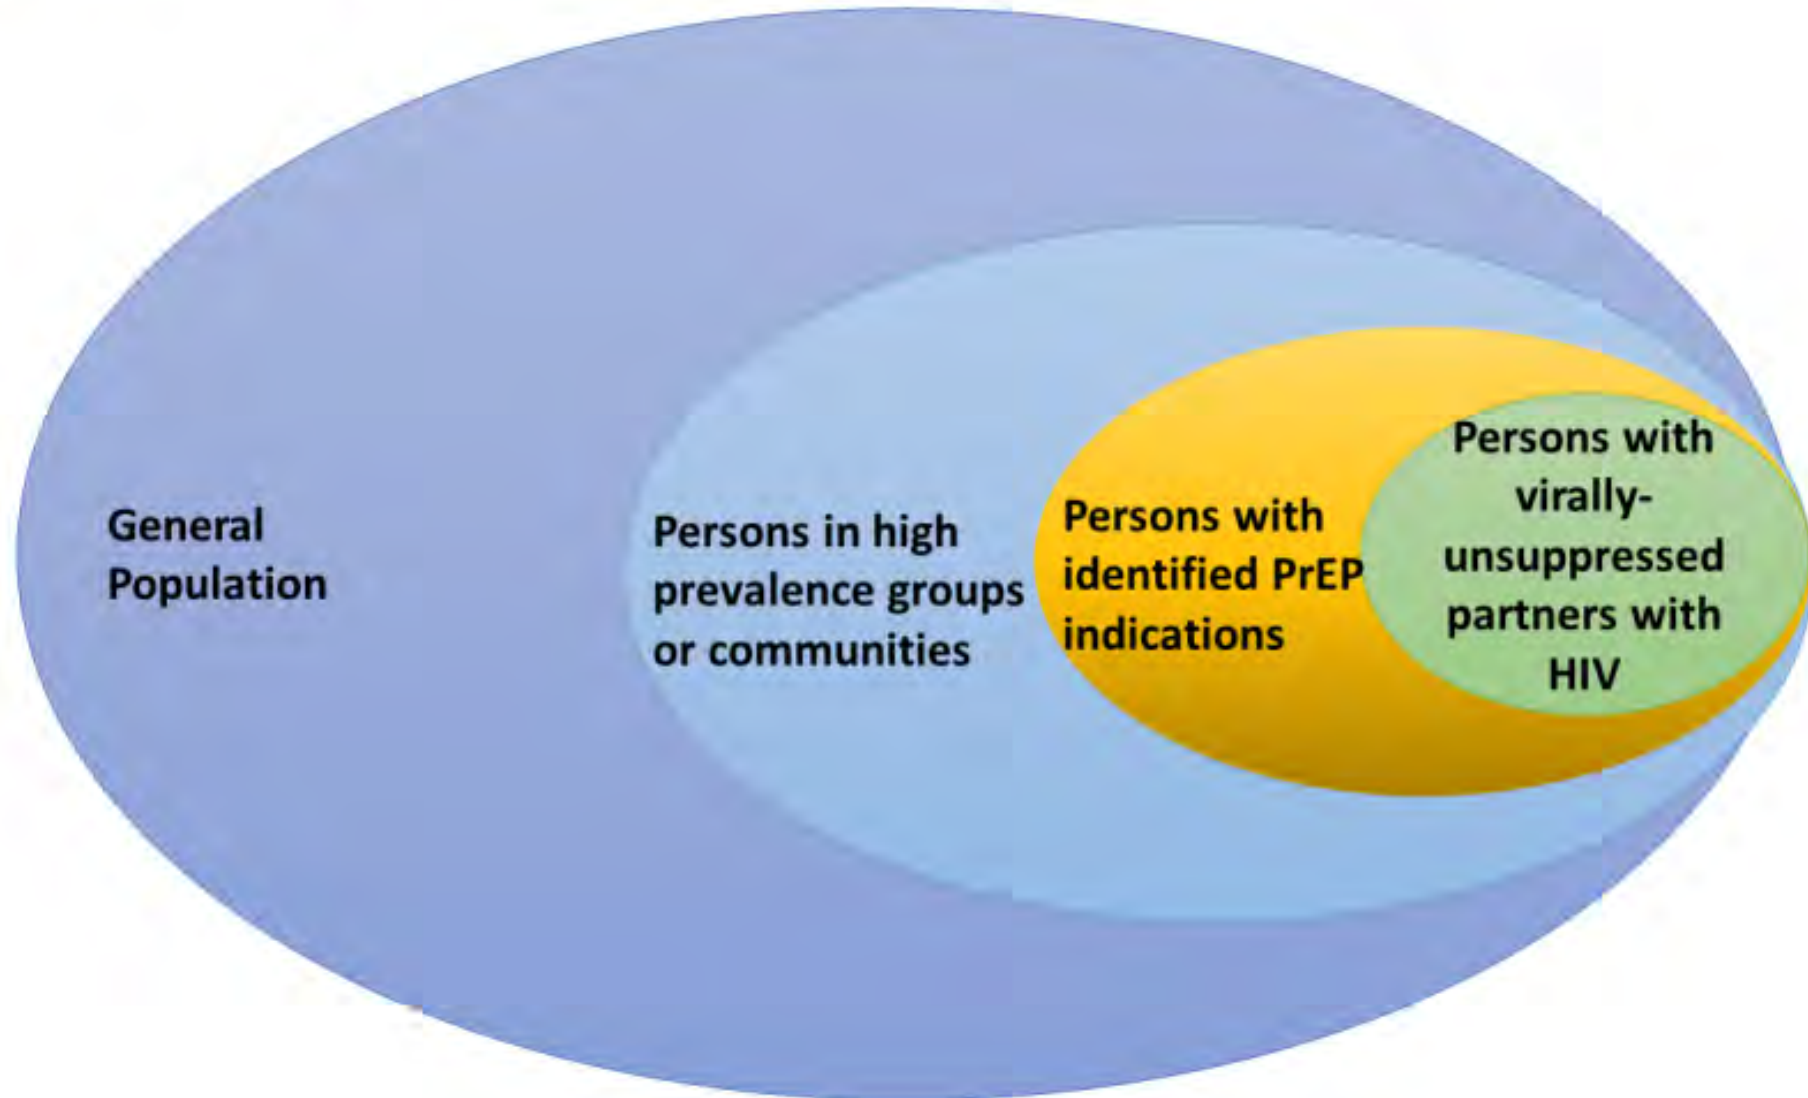 General
Population
Persons in high
prevalence groups
or communities
Persons with
identified PrEP
indications
Persons with
virally-
unsuppressed
partners with
HIV